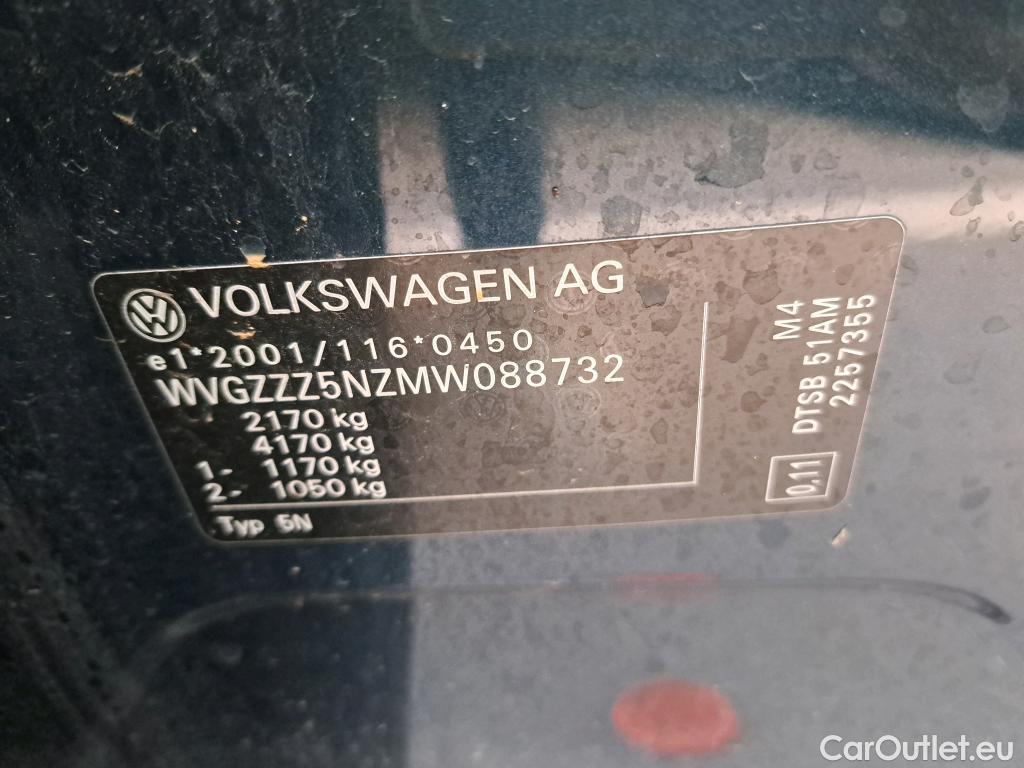 VOLKSWAGEN AG
e1*2001/116*0450
WVGZZZ5NZMW088732
2170 kg
4170 kg
1- 1170 kg
2- 1050 kg
Typ 5N
M4
DTSB 51AM
2257355
0,11
CarOutlet.eu